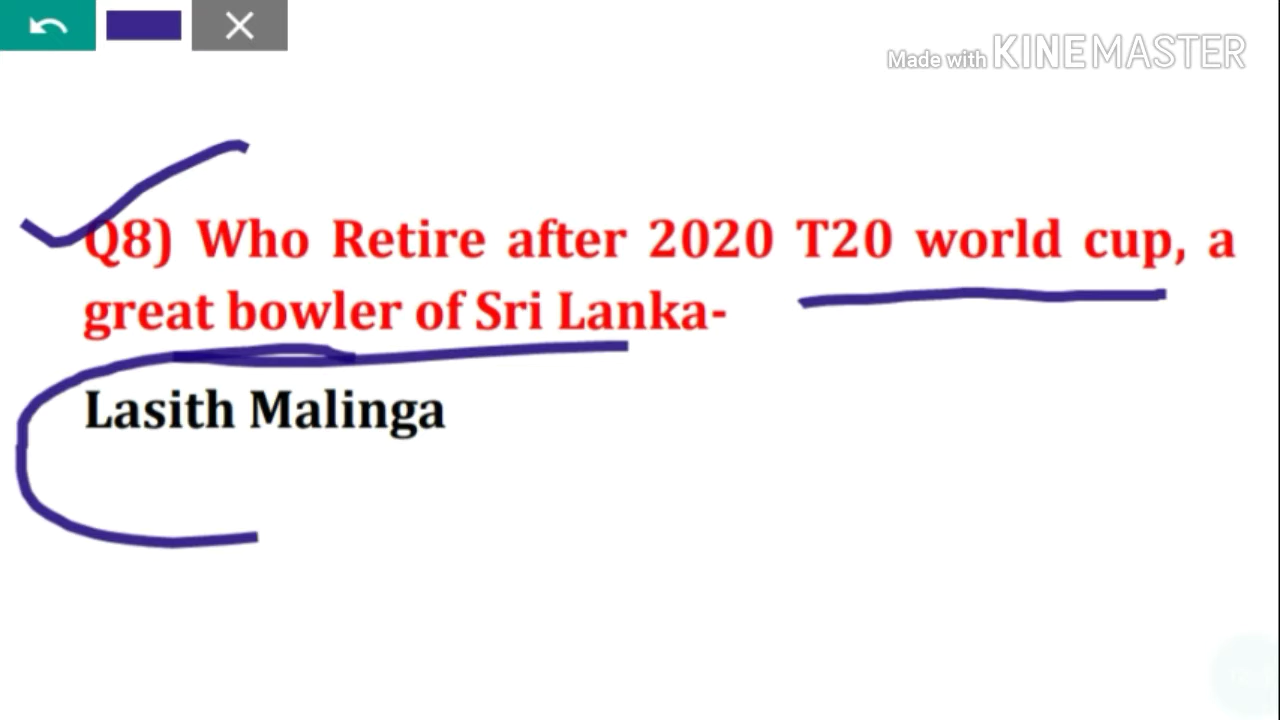 Made with KINEMASTER
Q8) Who Retire after 2020 T20 world cup, a
great bowler of Sri Lanka-
Lasith Malinga